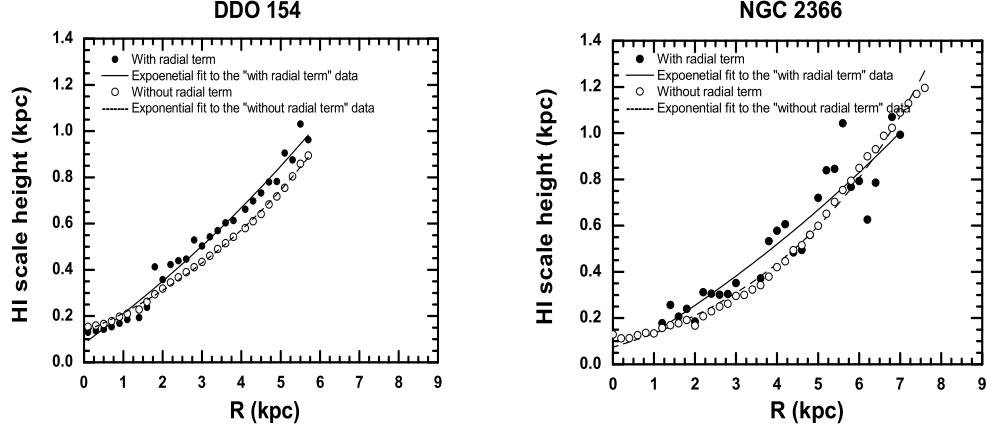 DDO 154
1.4
1.2
1.0
0.8
0.6
0.4
0.2
0.0
HI scale height (kpc)
With radial term
Expoenetial fit to the "with radial term" data
Without radial term
Exponential fit to the "without radial term" data
0 1 2 3 4 5 6 7 8 9
R (kpc)
NGC 2366
1.4
1.2
1.0
0.8
0.6
0.4
0.2
0.0
HI scale height (kpc)
With radial term
Expoenetial fit to the "with radial term" data
Without radial term
Exponential fit to the "without radial term" data
0 1 2 3 4 5 6 7 8 9
R (kpc)